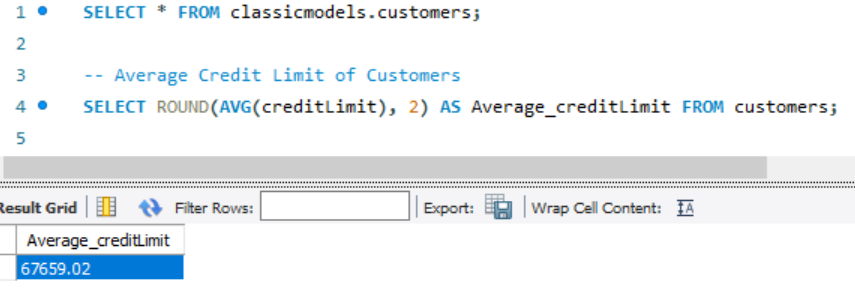 1 SELECT * FROM classicmodels.customers;
2
3 -- Average Credit Limit of Customers
4 SELECT ROUND(AVG(creditLimit), 2) AS Average_creditLimit FROM customers;
5
Result Grid Filter Rows: Export: Wrap Cell Content: IA
Average_creditLimit
67659.02